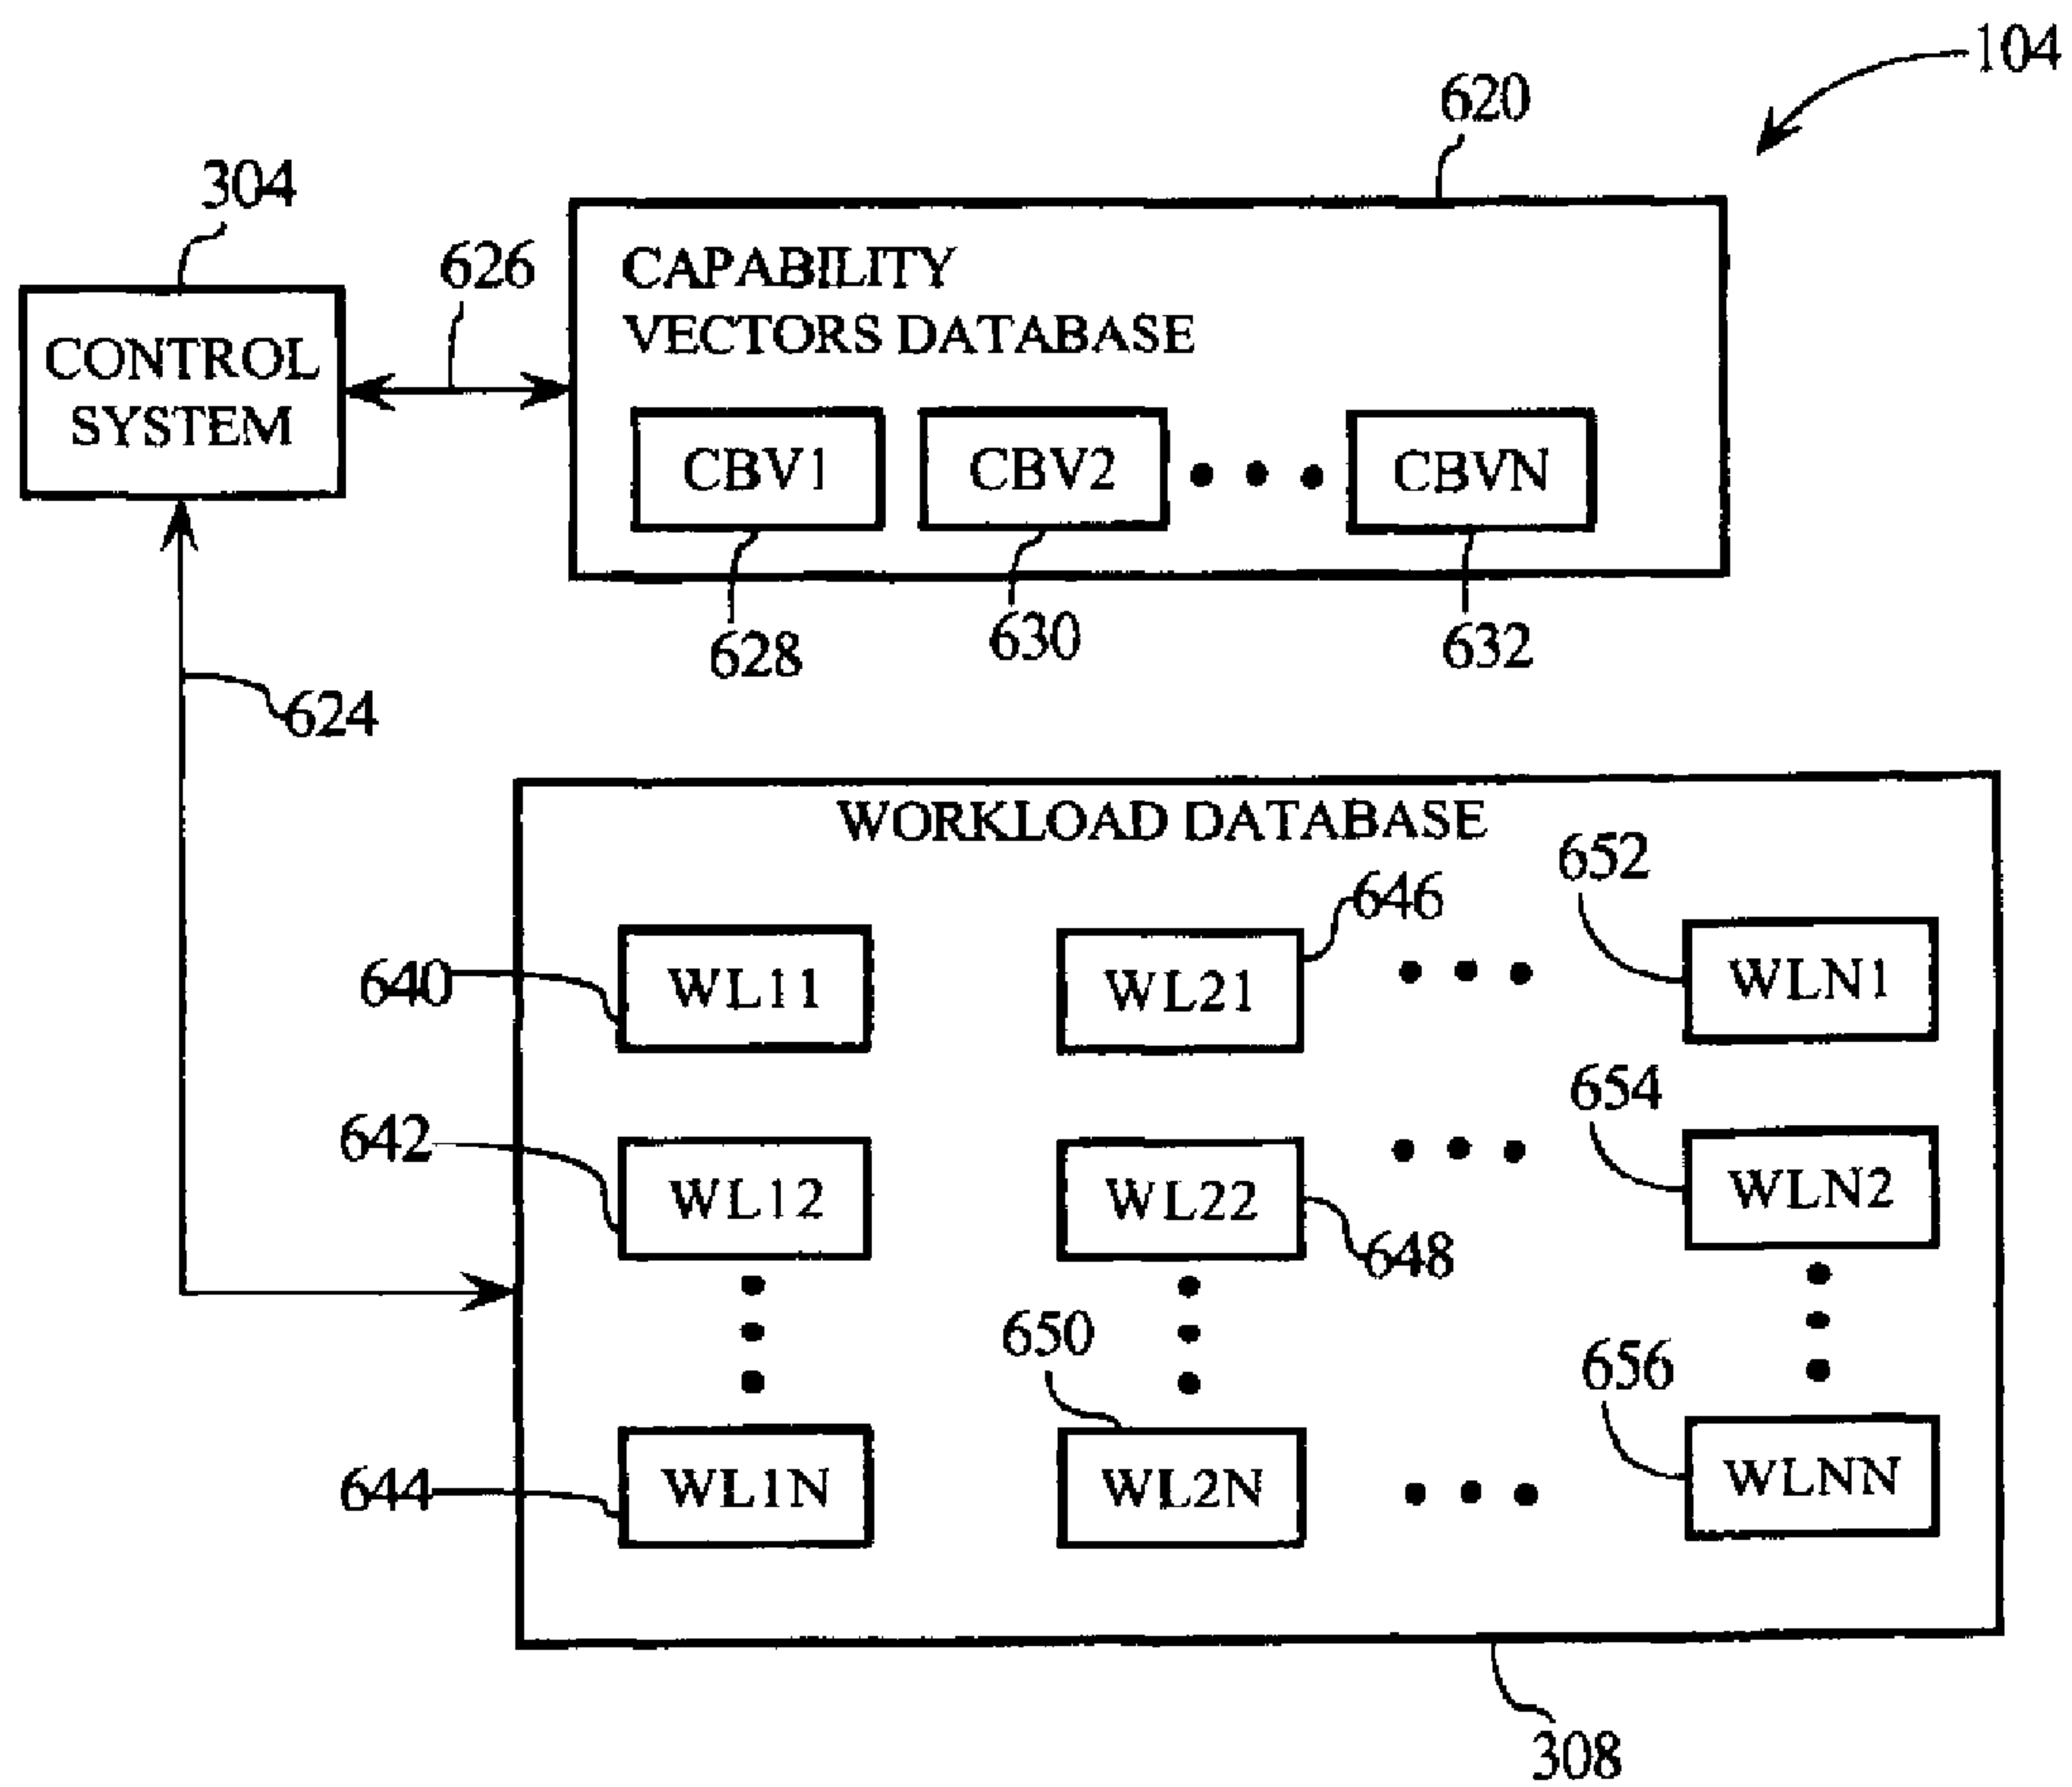 104
620
304
626
CAPABILITY
VECTORS DATABASE
CONTROL
SYSTEM
CBV1
CBV2
CBVN
628
630
632
624
WORKLOAD DATABASE
652
646
640
WL11
WL21
WLN1
654
642
WL12
WL22
WLN2
648
650
656
644
WL1N
WL2N
WLNN
308